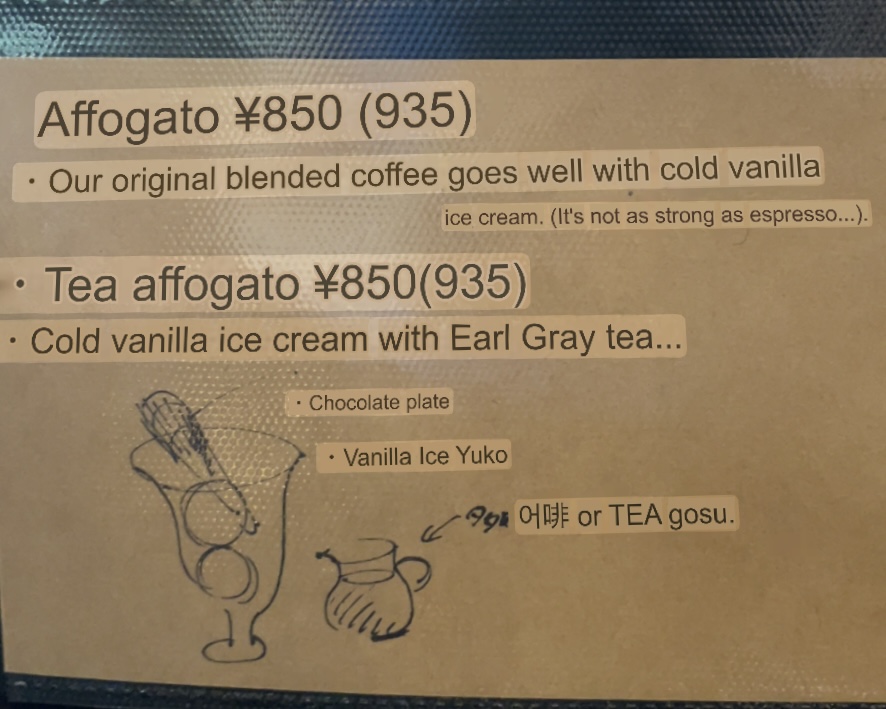 Affogato ¥850 (935)
・Our original blended coffee goes well with cold vanilla
ice cream. (It's not as strong as espresso...).
・Tea affogato ¥850(935)
・Cold vanilla ice cream with Earl Gray tea...
・Chocolate plate
・Vanilla Ice Yuko
어啡 or TEA gosu.